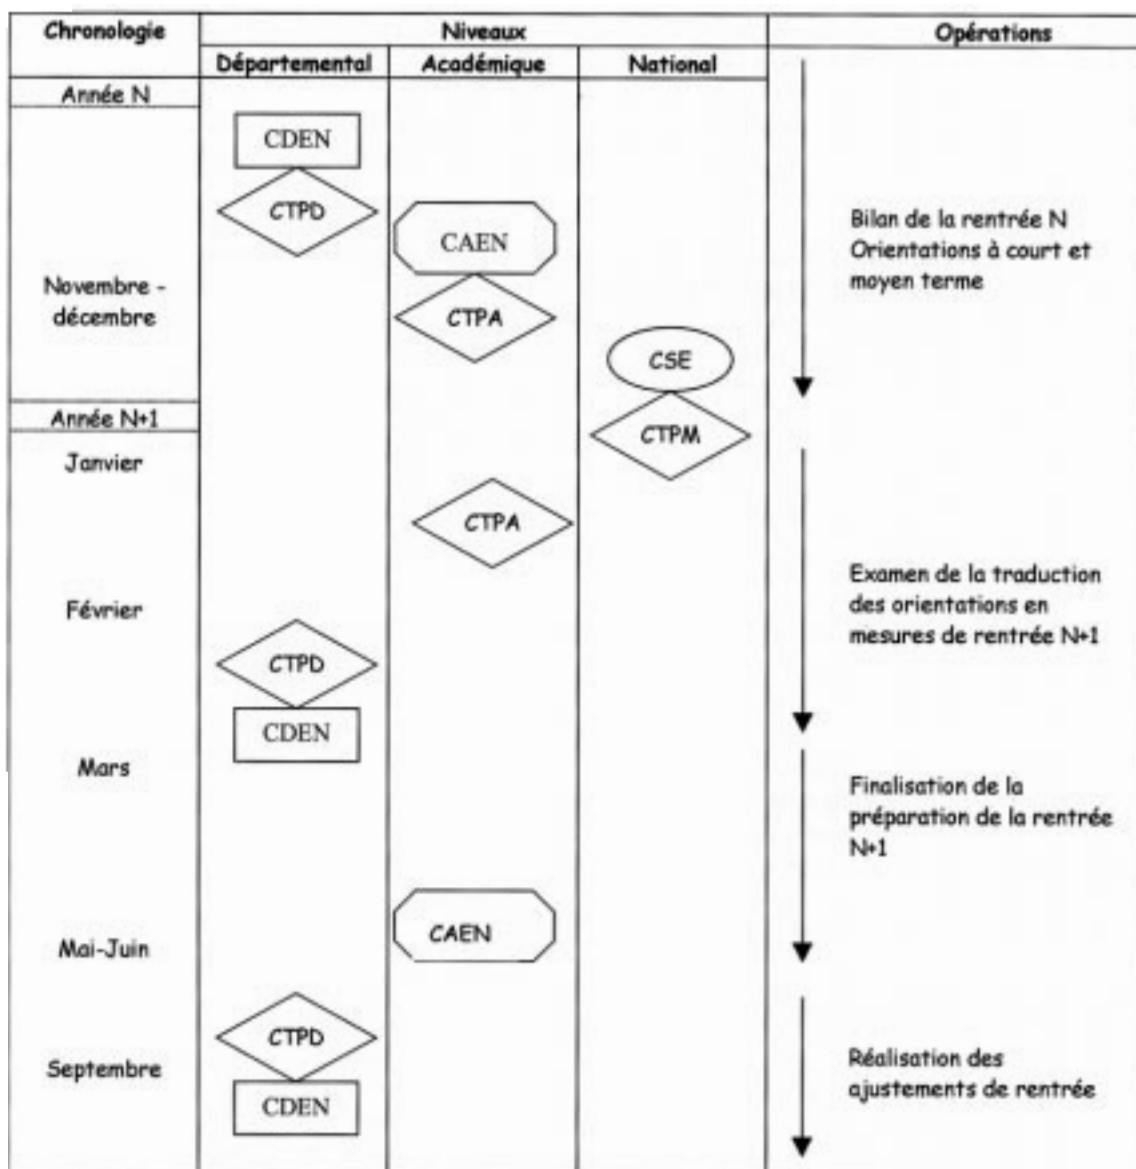 Chronologie
Niveaux
Opérations
Départemental
Académique
National
Année N
CDEN
CTPD
CAEN
Bilan de la rentrée N
Orientations à court et
moyen terme
Novembre -
décembre
CTPA
CSE
Année N+1
CTPM
Janvier
CTPA
Examen de la traduction
des orientations en
mesures de rentrée N+1
Février
CTPD
CDEN
Mars
Finalisation de la
préparation de la rentrée
N+1
CAEN
Mai-Juin
CTPD
Septembre
CDEN
Réalisation des
ajustements de rentrée